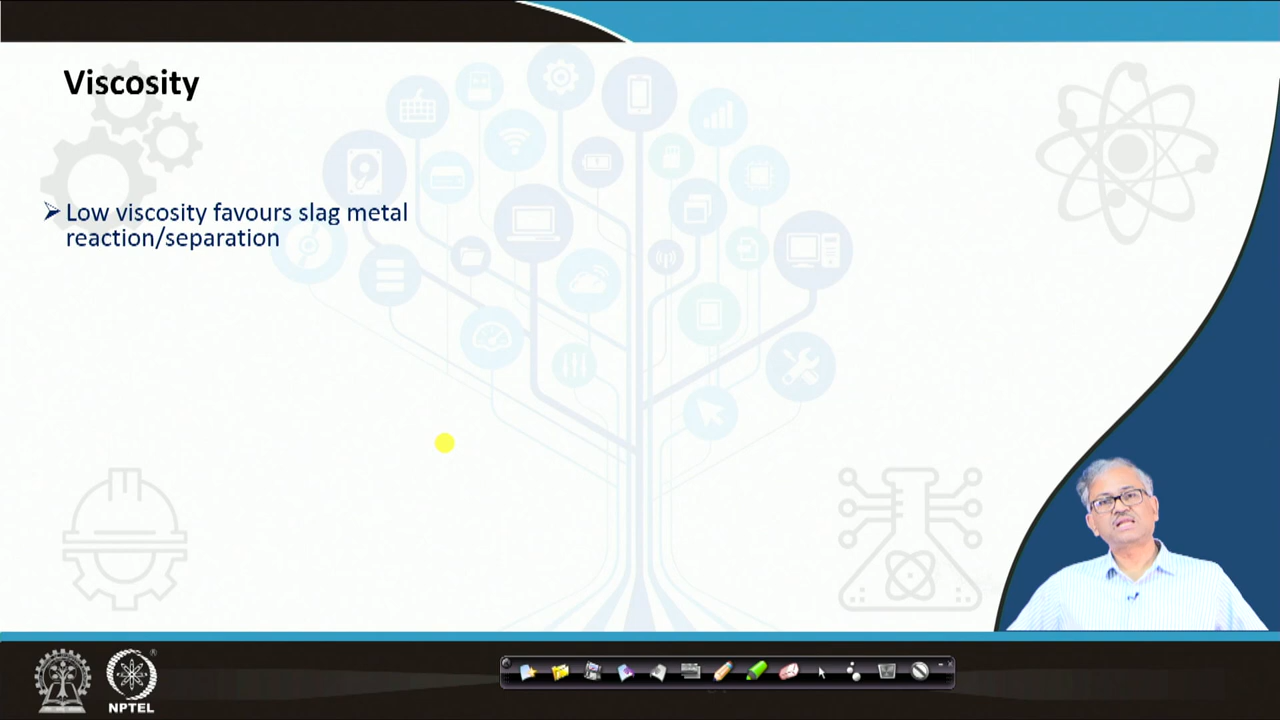 Viscosity
Low viscosity favours slag metal
reaction/separation
NPTEL